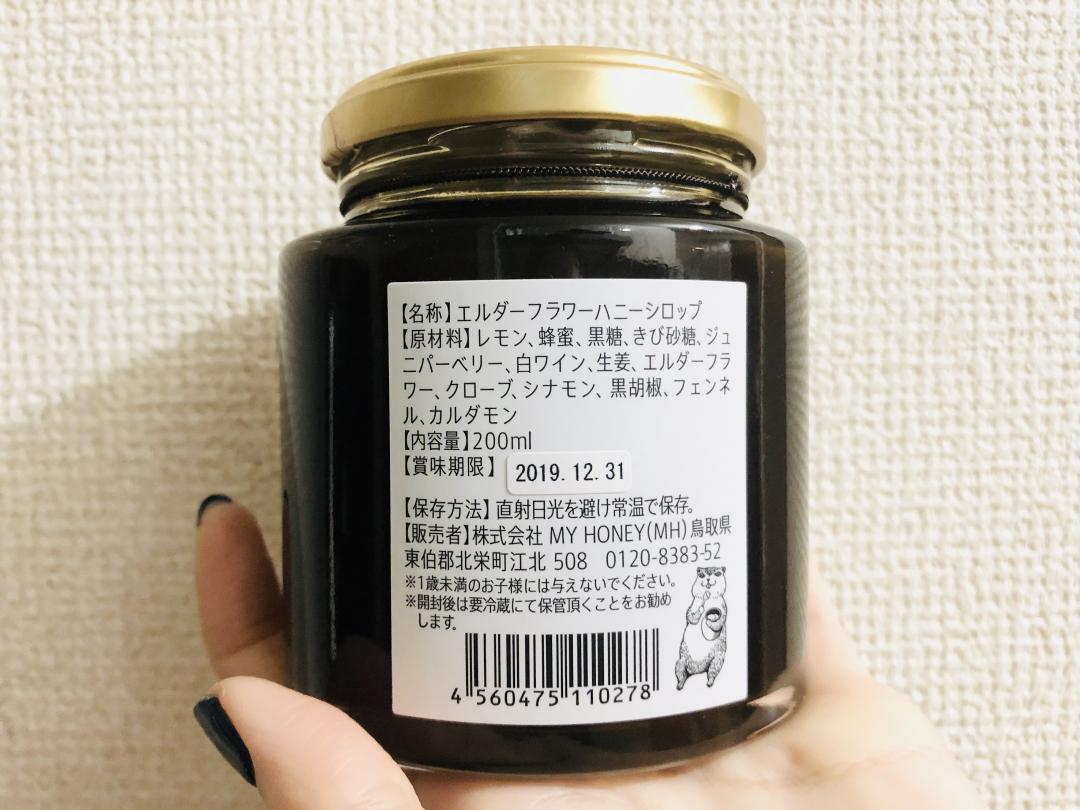 【名称】エルダーフラワーハニーシロップ
【原材料】レモン、蜂蜜、黒糖、きび砂糖、ジュ
ニパーベリー、白ワイン、生姜、エルダーフラ
ワー、クローブ、シナモン、黒胡椒、フェンネ
ル、カルダモン
【内容量】200ml
【賞味期限】 2019.12.31
【保存方法】直射日光を避け常温で保存。
【販売者】株式会社 MY HONEY(MH)鳥取県
東伯郡北栄町江北 508 0120-8383-52
※1歳未満のお子様には与えないでください。
※開封後は要冷蔵にて保管頂くことをお勧め
します。
4 560475 110278